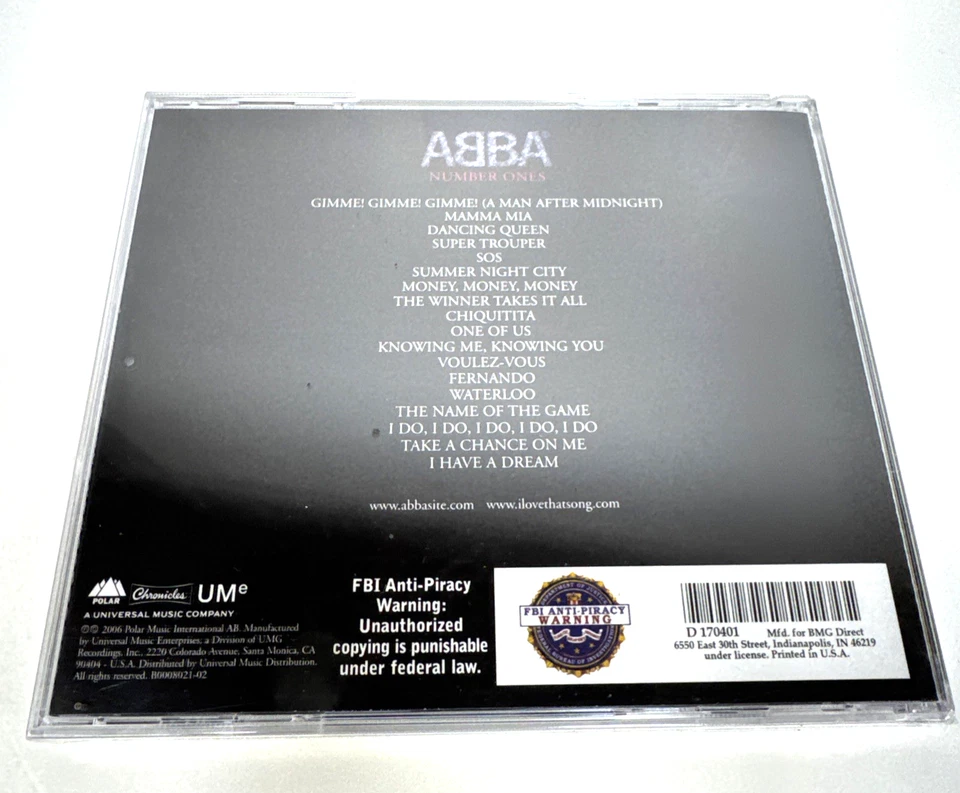 ABBA
NUMBER ONES
GIMME! GIMME! GIMME! (A MAN AFTER MIDNIGHT)
MAMMA MIA
DANCING QUEEN
SUPER TROUPER
SOS
SUMMER NIGHT CITY
MONEY, MONEY, MONEY
THE WINNER TAKES IT ALL
CHIQUITITA
ONE OF US
KNOWING ME, KNOWING YOU
VOULEZ-VOUS
FERNANDO
WATERLOO
THE NAME OF THE GAME
I DO, I DO, I DO, I DO, I DO
TAKE A CHANCE ON ME
I HAVE A DREAM
www.abbasite.com www.ilovethatsong.com
POLAR Chronicles UMe
A UNIVERSAL MUSIC COMPANY
℗© 2006 Polar Music International AB. Manufactured
by Universal Music Enterprises, a Division of UMG
Recordings, Inc., 2220 Colorado Avenue, Santa Monica, CA
90404 - U.S.A. Distributed by Universal Music Distribution.
All rights reserved. B0008021-02
FBI Anti-Piracy
Warning:
Unauthorized
copying is punishable
under federal law.
DEPARTMENT OF JUSTICE
FBI ANTI-PIRACY
WARNING
D 170401 Mfd. for BMG Direct
6550 East 30th Street, Indianapolis, IN 46219
under license. Printed in U.S.A.